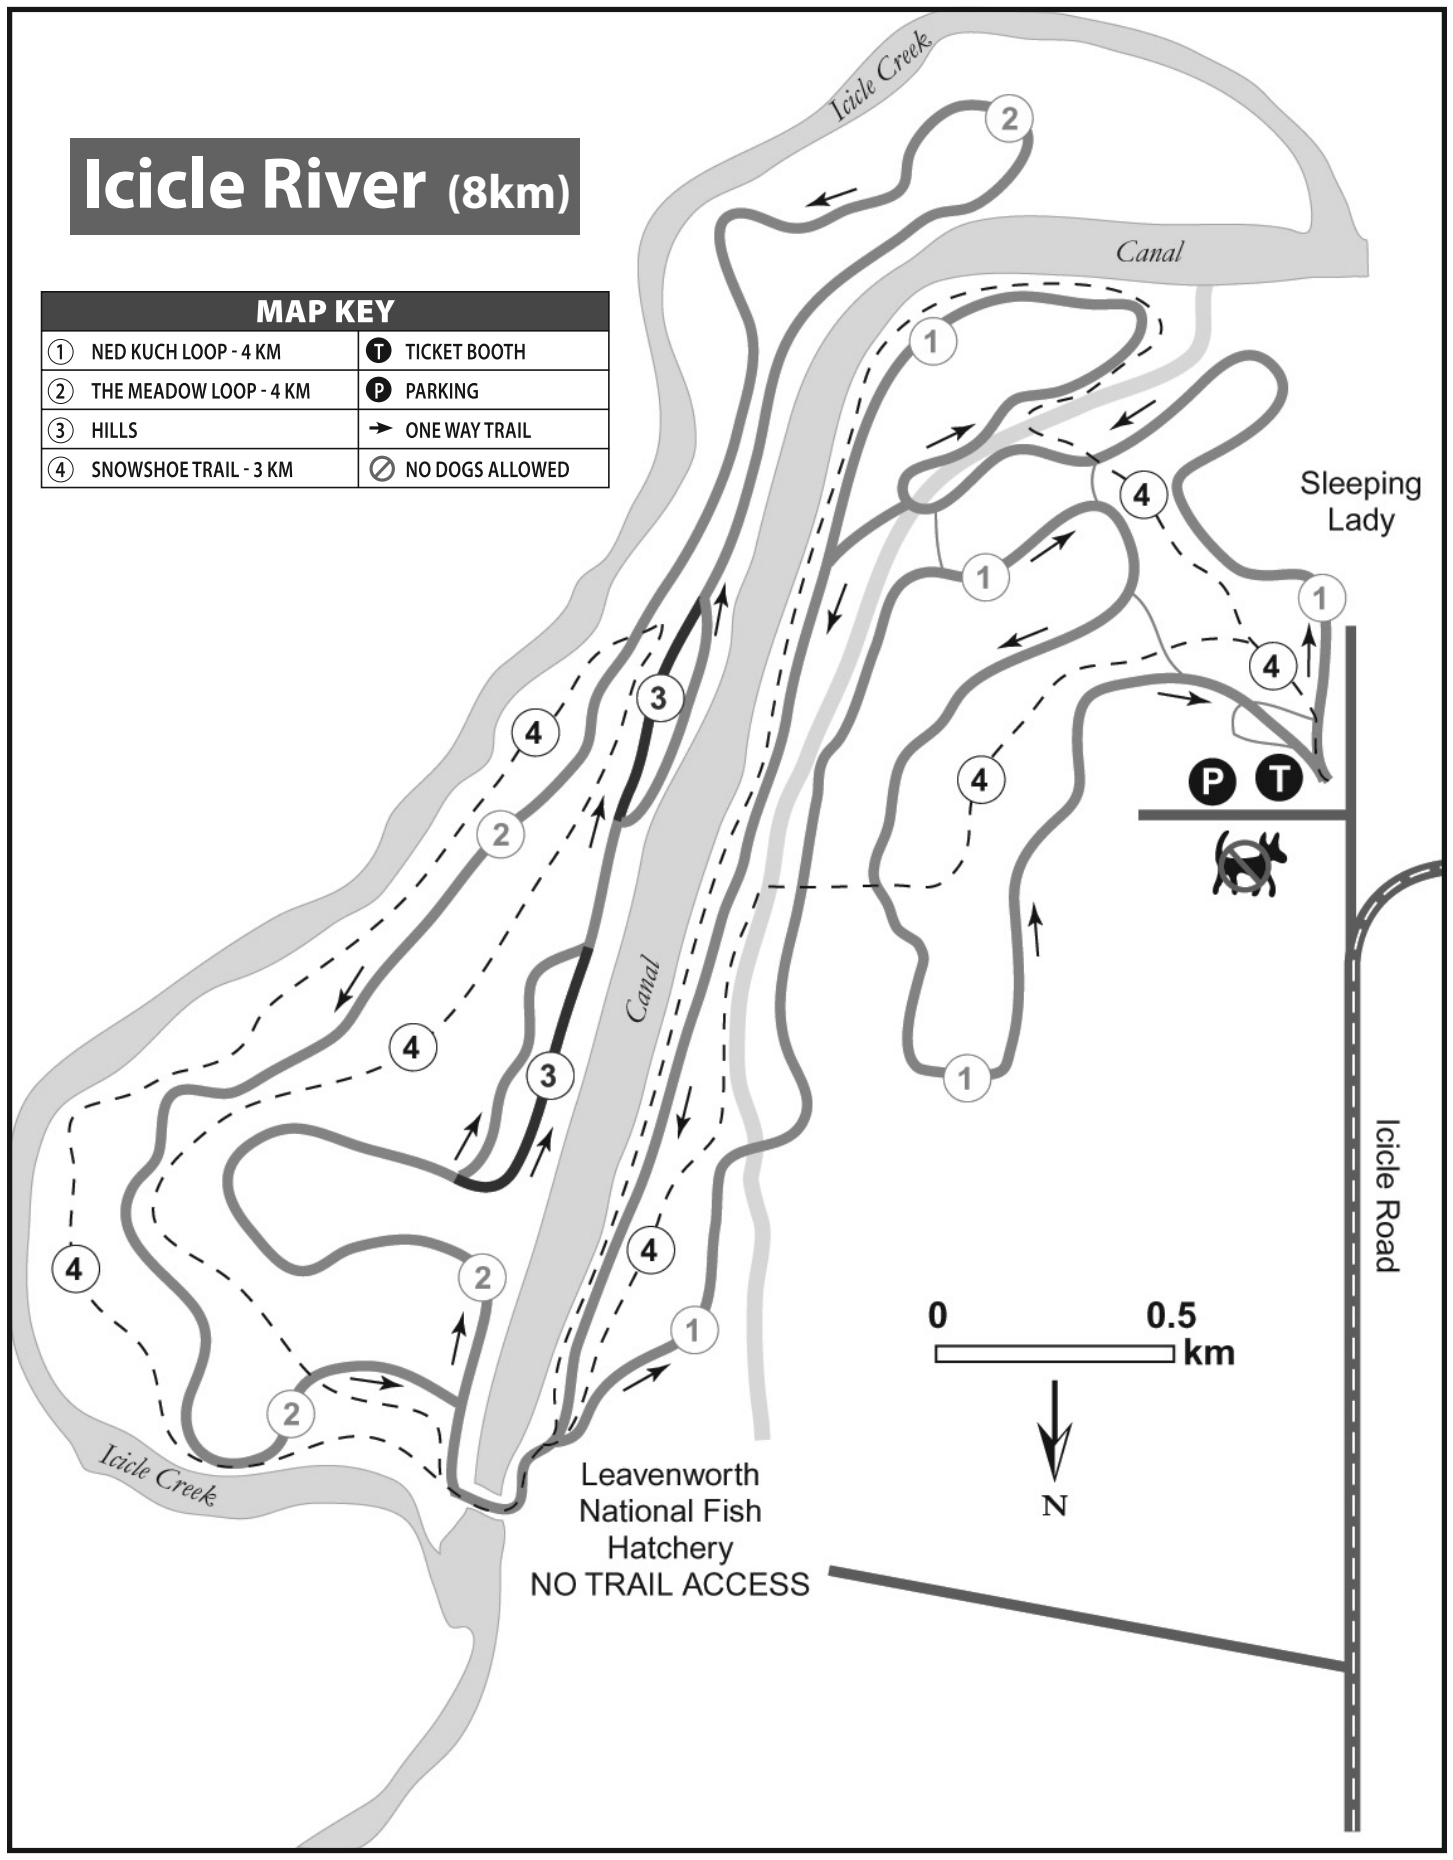 Icicle Creek
2
Icicle River (8km)
Canal
MAP KEY
1 NED KUCH LOOP - 4 KM T TICKET BOOTH
2 THE MEADOW LOOP - 4 KM P PARKING
3 HILLS ONE WAY TRAIL
4 SNOWSHOE TRAIL - 3 KM NO DOGS ALLOWED
1
4
Sleeping
Lady
1
1
4
3
4
4
P T
2
Canal
4
3
1
Icicle Road
4
4
2
1
0 0.5
km
2
N
Icicle Creek
Leavenworth
National Fish
Hatchery
NO TRAIL ACCESS